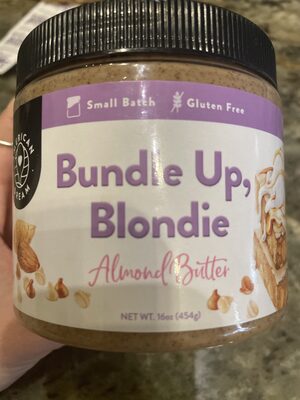 Small Batch
Gluten Free
Bundle Up,
Blondie
Almond Butter
NET WT. 16oz (454g)